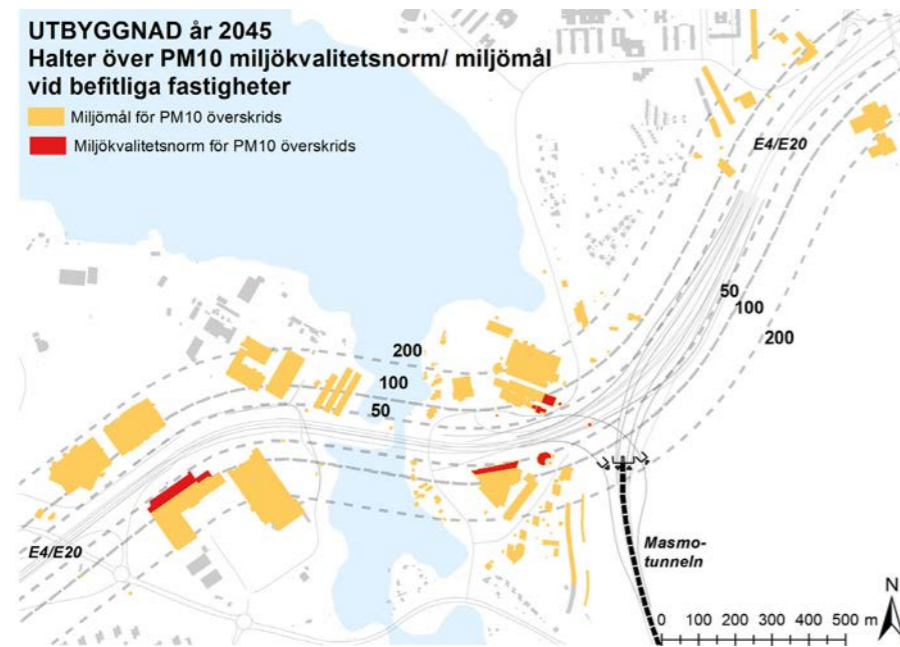 UTBYGGNAD år 2045
Halter över PM10 miljökvalitetsnorm/ miljömål
vid befitliga fastigheter
Miljömål för PM10 överskrids
Miljökvalitetsnorm för PM10 överskrids
E4/E20
50
100
200
200
100
50
E4/E20
Masmo-
tunneln
N
0 100 200 300 400 500 m